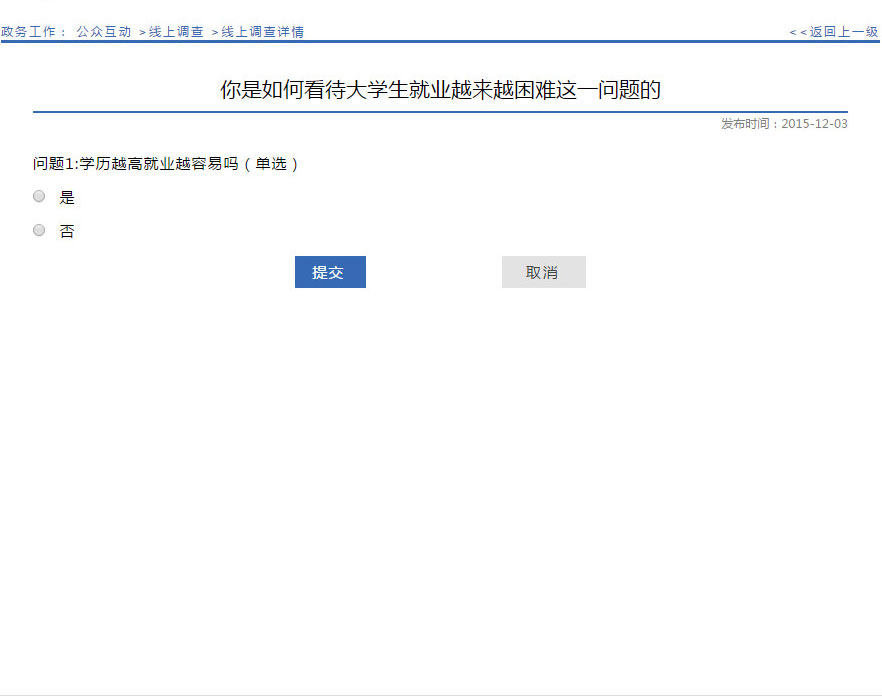 政务工作： 公众互动 >线上调查 >线上调查详情 <<返回上一级
你是如何看待大学生就业越来越困难这一问题的
发布时间：2015-12-03
问题1:学历越高就业越容易吗（单选）
是
否
提交 取消